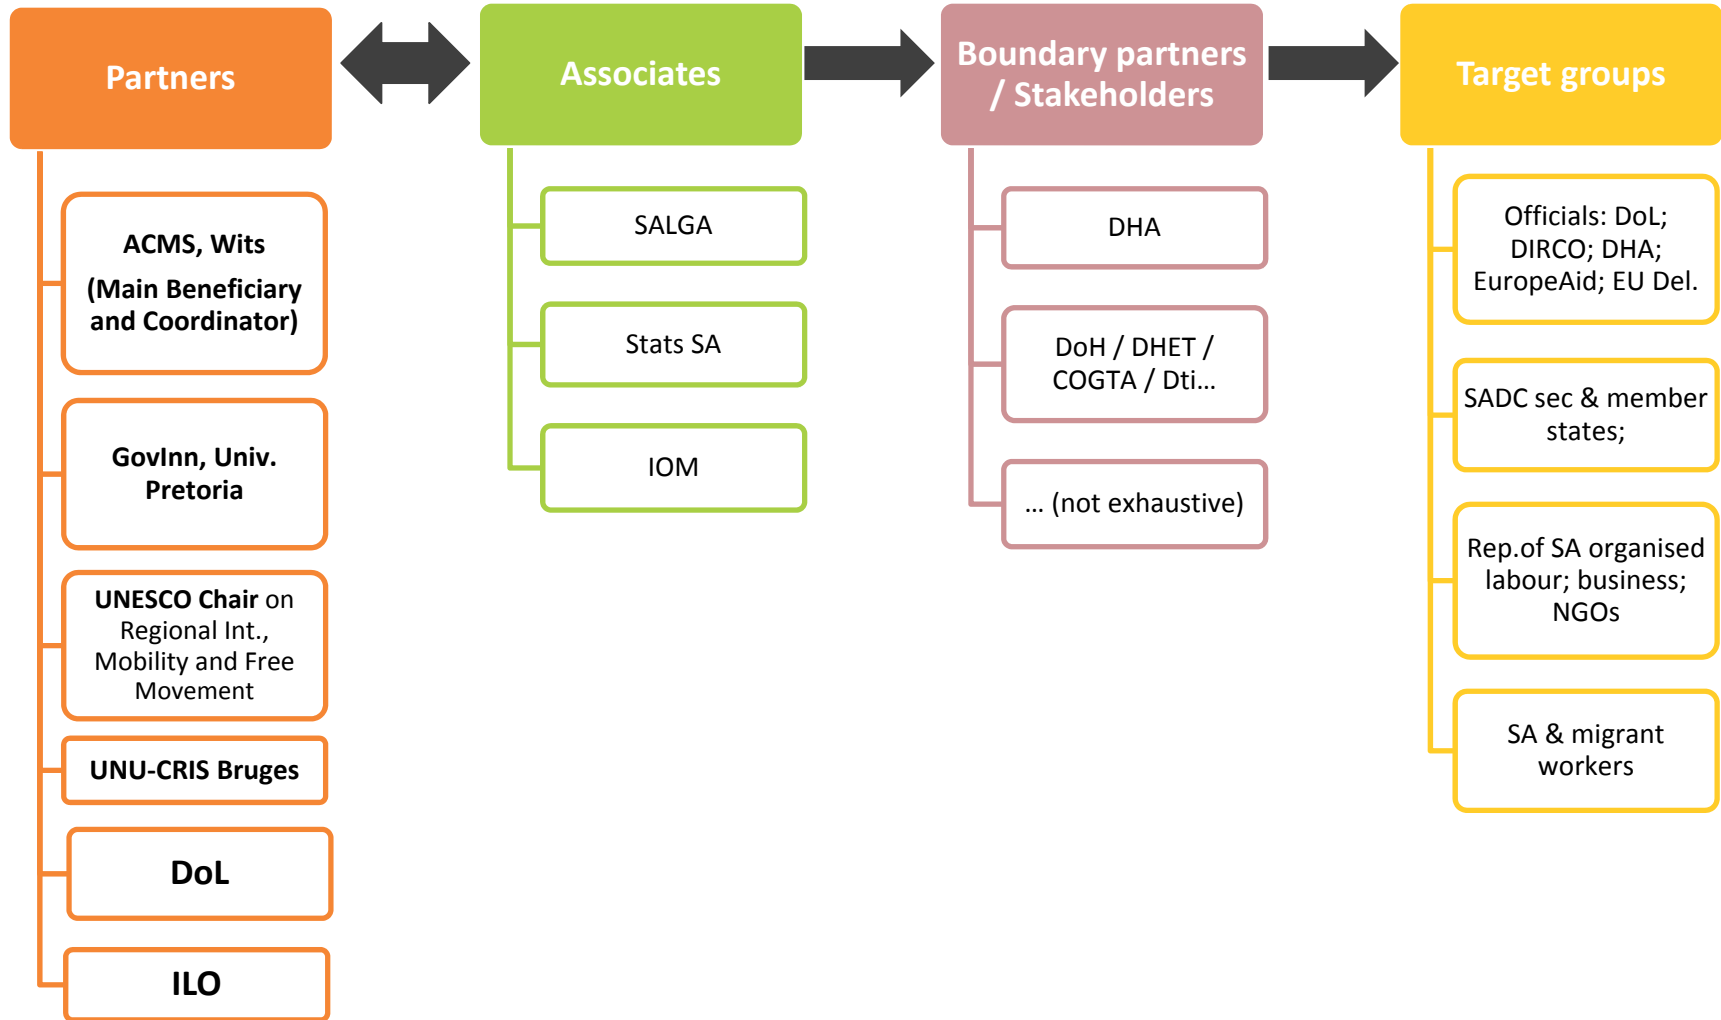 Partners
Associates
Boundary partners
/ Stakeholders
Target groups
ACMS, Wits
(Main Beneficiary
and Coordinator)
GovInn, Univ.
Pretoria
UNESCO Chair on
Regional Int.,
Mobility and Free
Movement
UNU-CRIS Bruges
DoL
ILO
SALGA
Stats SA
IOM
DHA
DoH / DHET /
COGTA / Dti...
... (not exhaustive)
Officials: DoL;
DIRCO; DHA;
EuropeAid; EU Del.
SADC sec & member
states;
Rep.of SA organised
labour; business;
NGOs
SA & migrant
workers